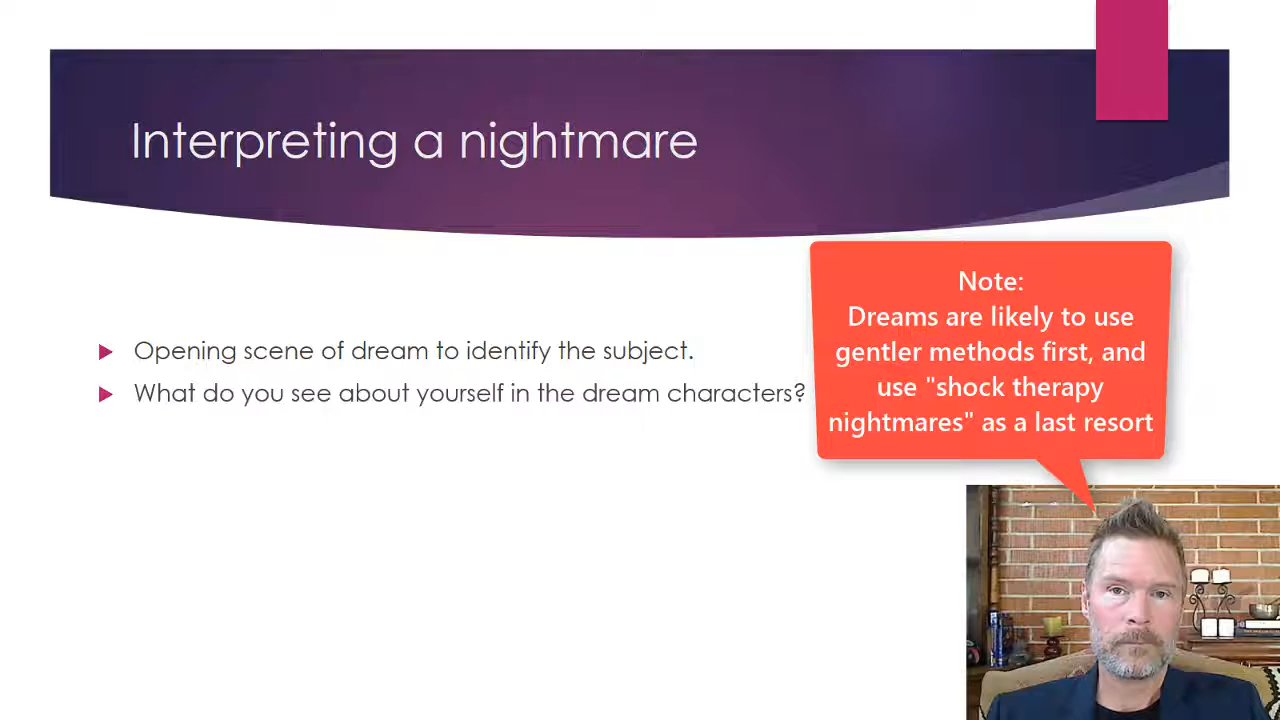 Interpreting a nightmare
Opening scene of dream to identify the subject.
What do you see about yourself in the dream characters?
Note:
Dreams are likely to use
gentler methods first, and
use "shock therapy
nightmares" as a last resort